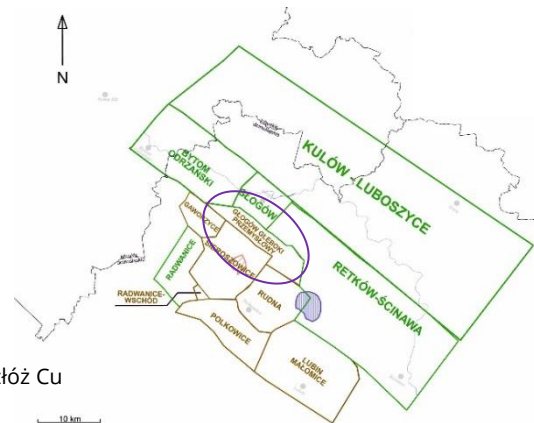 N
KULÓW - LUBOSZYCE
BYTOM
ODRZAŃSKI
GŁOGÓW
GAWORZYCE
GŁOGÓW GŁĘBOKI
PRZEMYSŁOWY
SIEROSZOWICE
RADWANICE
RETKÓW-ŚCINAWA
RADWANICE-
WSCHÓD
RUDNA
POLKOWICE
LUBIN
MAŁOMICE
złóż Cu
10 km